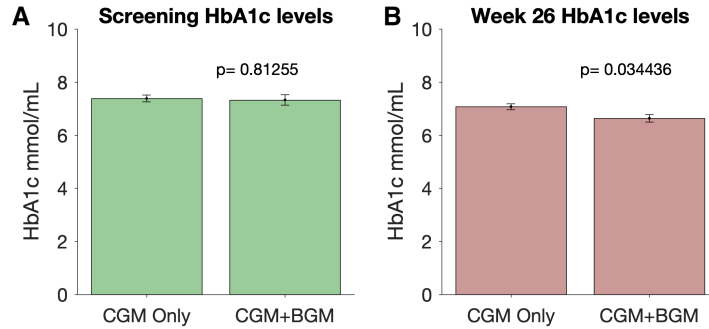 A
Screening HbA1c levels
HbA1c mmol/mL
10
8
6
4
2
0
p= 0.81255
CGM Only
CGM+BGM
B
Week 26 HbA1c levels
HbA1c mmol/mL
10
8
6
4
2
0
p= 0.034436
CGM Only
CGM+BGM